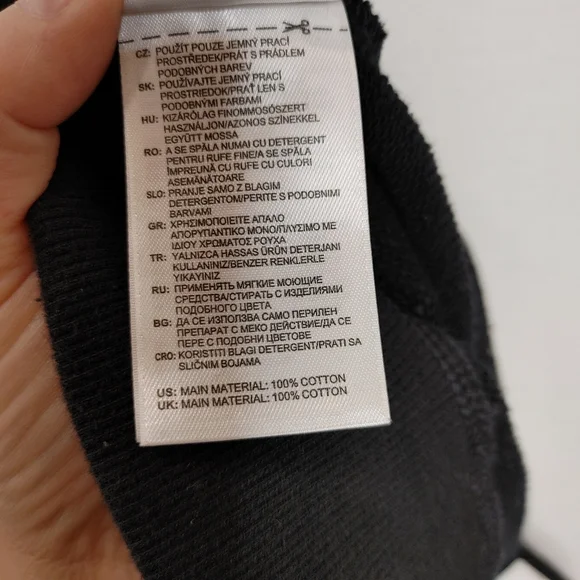 CZ: POUŽÍT POUZE JEMNÝ PRACÍ
PROSTŘEDEK/PRÁT S PRÁDLEM
PODOBNÝCH BAREV
SK: POUŽÍVAJTE JEMNÝ PRACÍ
PROSTRIEDOK/PRAŤ LEN S
PODOBNÝMI FARBAMI
HU: KIZÁRÓLAG FINOMMOSÓSZERT
HASZNÁLJON/AZONOS SZÍNEKKEL
EGYÜTT MOSSA
RO: A SE SPĂLA NUMAI CU DETERGENT
PENTRU RUFE FINE/A SE SPĂLA
ÎMPREUNĂ CU RUFE CU CULORI
ASEMĂNĂTOARE
SLO: PRANJE SAMO Z BLAGIM
DETERGENTOM/PERITE S PODOBNIMI
BARVAMI
GR: ΧΡΗΣΙΜΟΠΟΙΕΙΤΕ ΑΠΑΛΟ
ΑΠΟΡΥΠΑΝΤΙΚΟ ΜΟΝΟ/ΠΛΥΣΙΜΟ ΜΕ
ΙΔΙΟΥ ΧΡΩΜΑΤΟΣ ΡΟΥΧΑ
TR: YALNIZCA HASSAS ÜRÜN DETERJANI
KULLANINIZ/BENZER RENKLERLE
YIKAYINIZ
RU: ПРИМЕНЯТЬ МЯГКИЕ МОЮЩИЕ
СРЕДСТВА/СТИРАТЬ С ИЗДЕЛИЯМИ
ПОДОБНОГО ЦВЕТА
BG: ДА СЕ ИЗПОЛЗВА САМО ПЕРИЛЕН
ПРЕПАРАТ С МЕКО ДЕЙСТВИЕ/ДА СЕ
ПЕРЕ С ПОДОБНИ ЦВЕТОВЕ
CRO: KORISTITI BLAGI DETERGENT/PRATI SA
SLIČNIM BOJAMA
US: MAIN MATERIAL: 100% COTTON
UK: MAIN MATERIAL: 100% COTTON